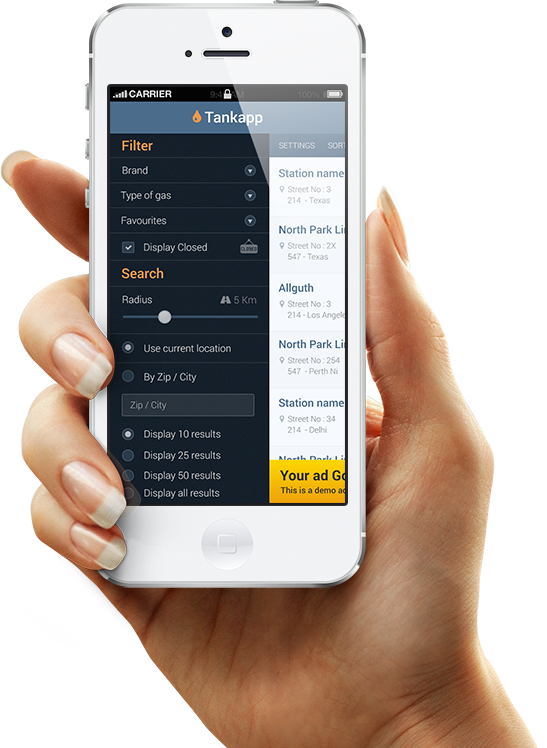 CARRIER
100%
Tankapp
Filter
Brand
Type of gas
Favourites
Display Closed
CLOSED
Search
Radius 5 Km
Use current location
By Zip / City
Zip / City
Display 10 results
Display 25 results
Display 50 results
Display all results
SETTINGS SORT
Station name
Street No : 3
214 - Texas
North Park Li
Street No : 2X
547 - Texas
Allguth
Street No : 3
214 - Los Angele
North Park Li
Street No : 254
547 - Perth Ni
Station name
Street No : 34
214 - Delhi
North Park Li
Your ad Go
This is a demo ad